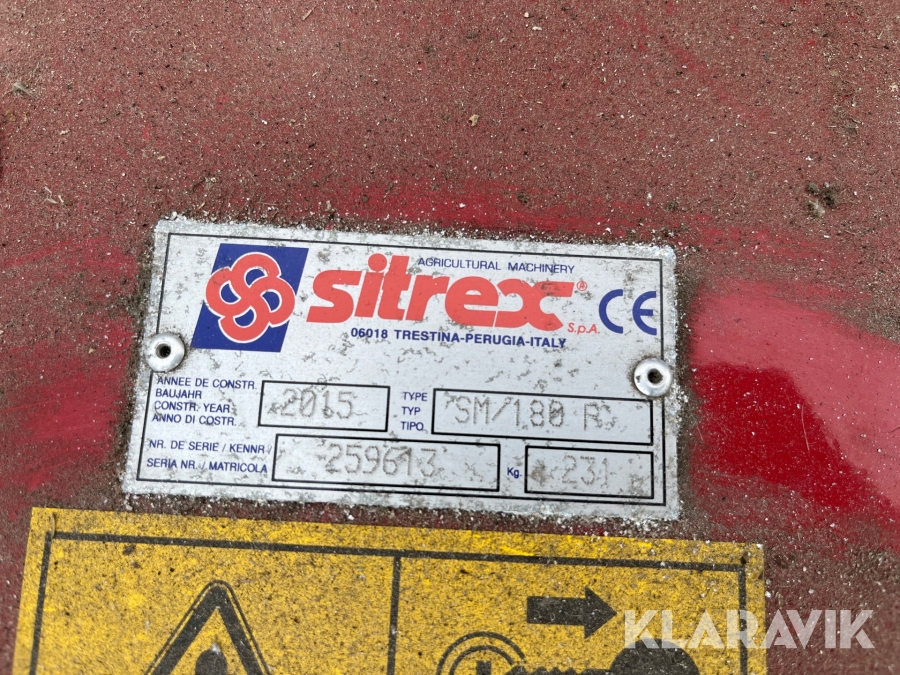 AGRICULTURAL MACHINERY
sitrex® S.p.A. CE
06018 TRESTINA-PERUGIA-ITALY
ANNEE DE CONSTR.
BAUJAHR
CONSTR. YEAR
ANNO DI COSTR.
2015
TYPE
TYP
TIPO
SM/180 R
NR. DE SERIE / KENNR /
SERIA NR. / MATRICOLA
259613
Kg. 231
KLARAVIK